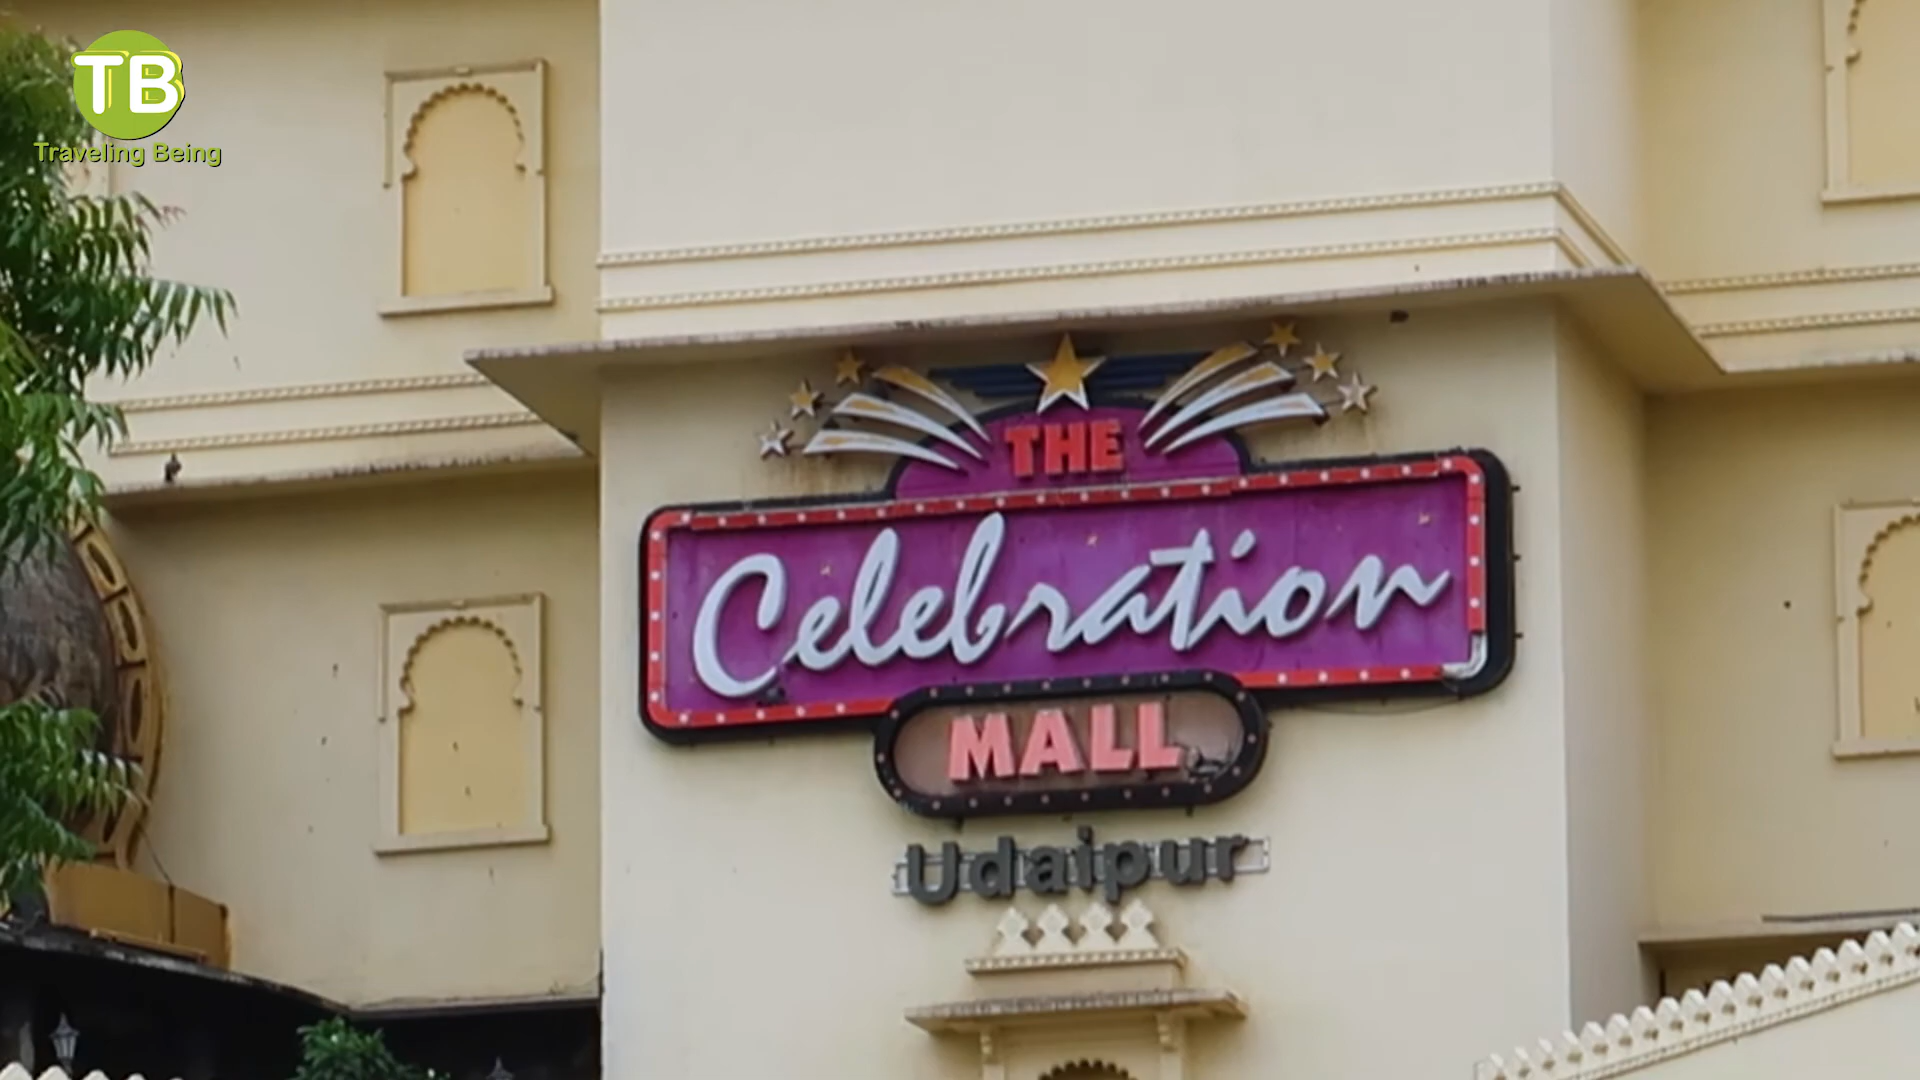 TB
Traveling Being
THE
Celebration
MALL
Udaipur